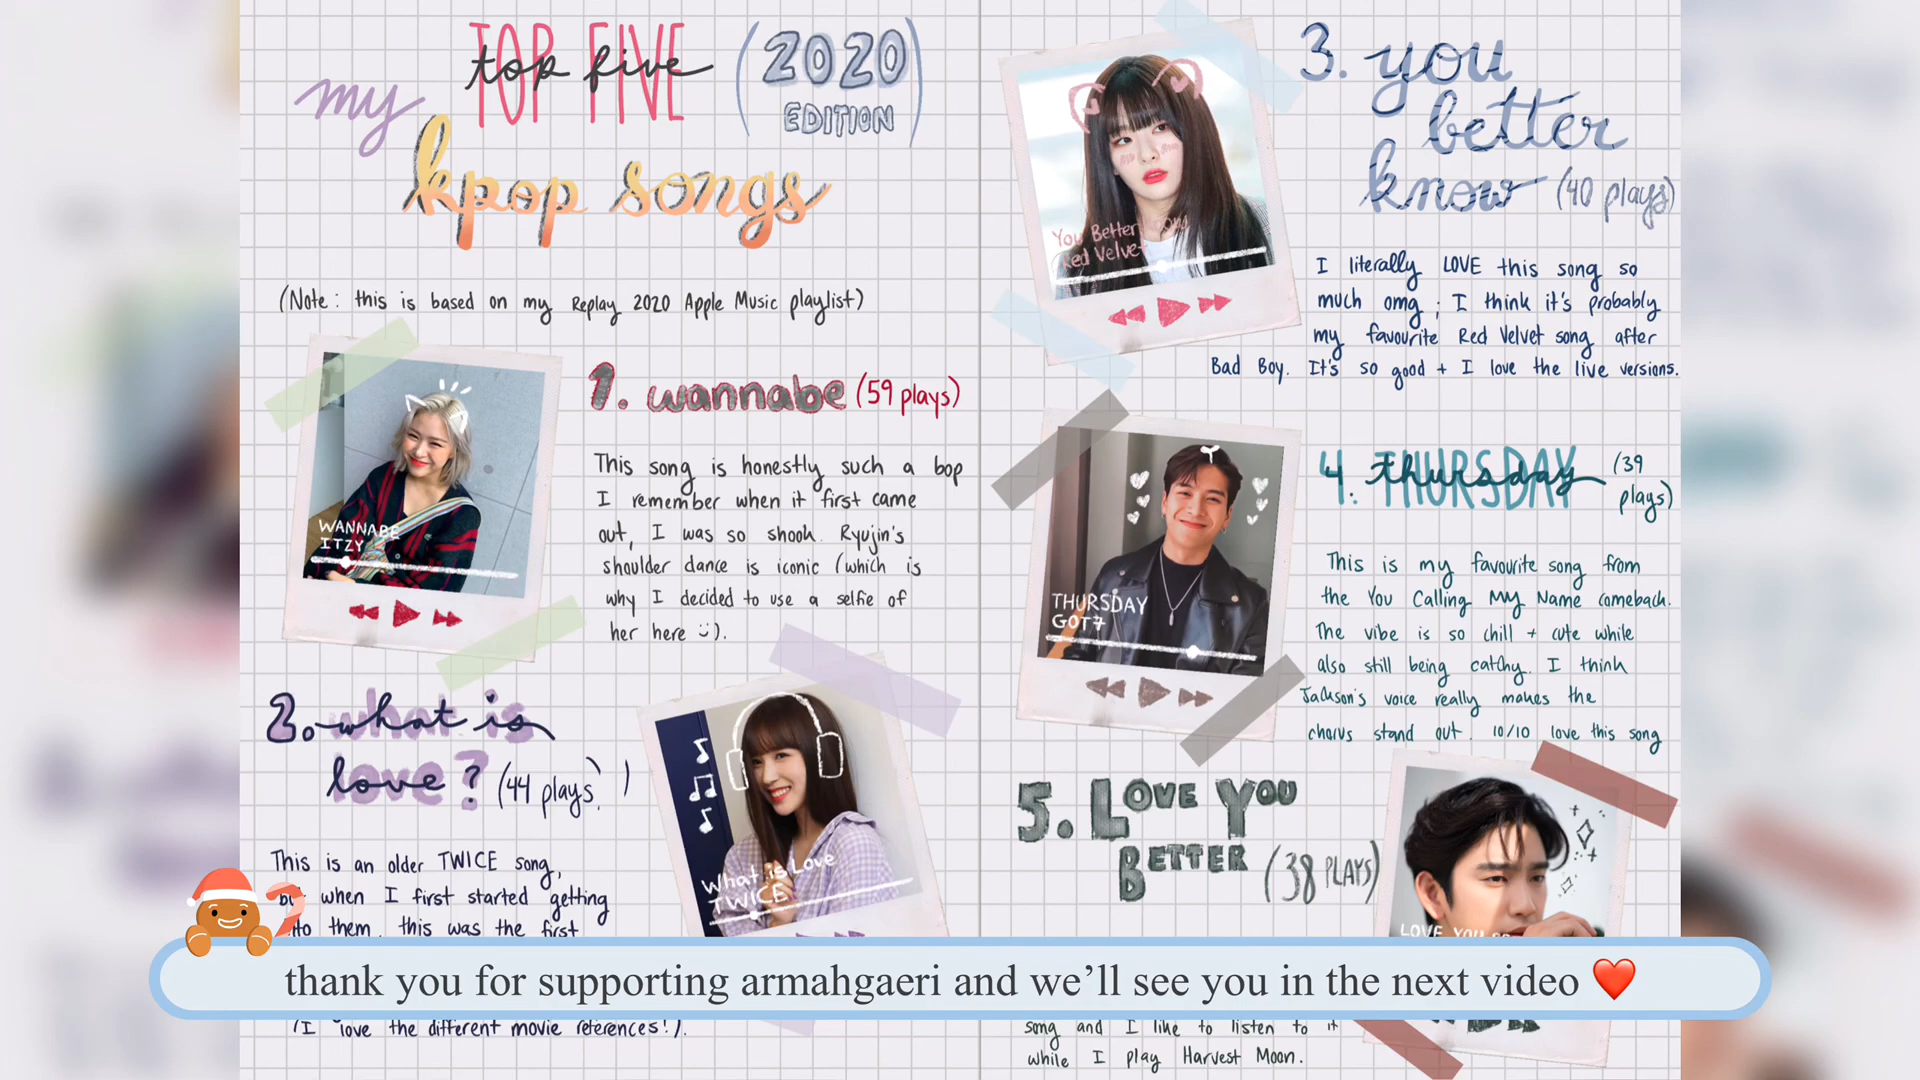 my
TOP FIVE
top five
(2020
EDITION)
kpop songs
(Note: this is based on my Replay 2020 Apple Music playlist)
WANNABE
ITZY
1. wannabe (59 plays)
This song is honestly such a bop
I remember when it first came
out, I was so shook. Ryujin's
shoulder dance is iconic (which is
why I decided to use a selfie of
her here :)).
2. what is
love? (44 plays)
What is Love
TWICE
This is an older TWICE song,
but when I first started getting
into them, this was the first
(I love the different movie references!).
You Better Know
Red Velvet
3. you
better
know (40 plays)
I literally LOVE this song so
much omg; I think it's probably
my favourite Red Velvet song after
Bad Boy. It's so good + I love the live versions.
THURSDAY
GOT7
4. THURSDAY
thursday
(39
plays)
This is my favourite song from
the You Calling My Name comeback.
The vibe is so chill + cute while
also still being catchy. I think
Jackson's voice really makes the
chorus stand out. 10/10 love this song
5. LOVE YOU
BETTER (38 PLAYS)
LOVE YOU
song and I like to listen to it
while I play Harvest Moon.
thank you for supporting armahgaeri and we'll see you in the next video ❤️